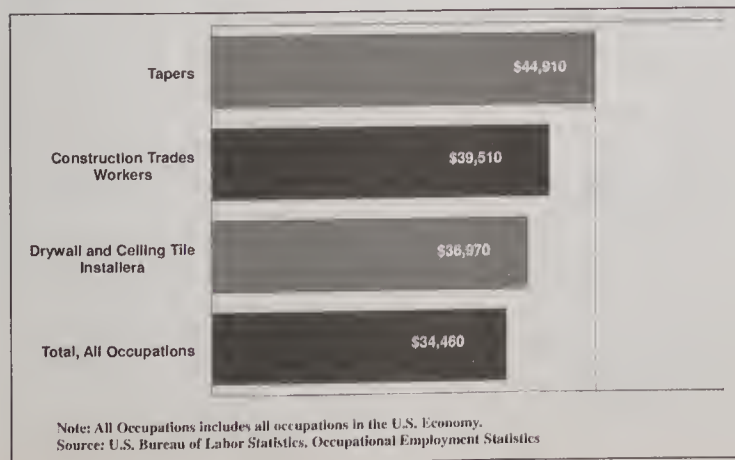 Tapers
$44,910
Construction Trades
Workers
$39,510
Drywall and Ceiling Tile
Installera
$36,970
Total, All Occupations
$34,460
Note: All Occupations includes all occupations in the U.S. Economy.
Source: U.S. Bureau of Labor Statistics, Occupational Employment Statistics